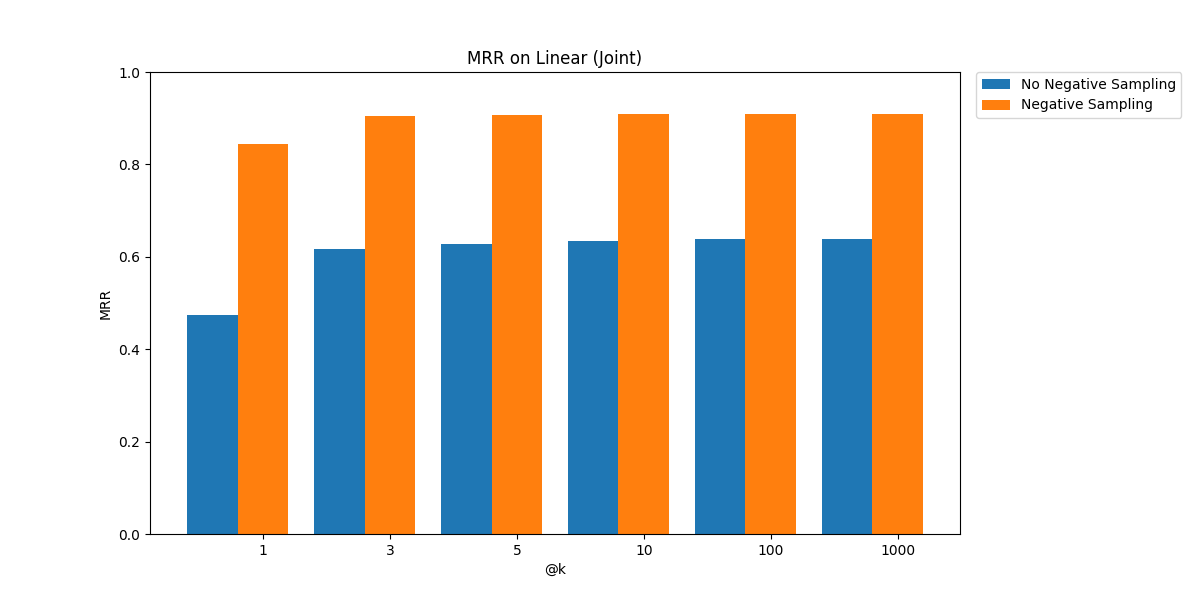 MRR on Linear (Joint)
No Negative Sampling
Negative Sampling
1.0
0.8
0.6
0.4
0.2
0.0
MRR
1 3 5 10 100 1000
@k